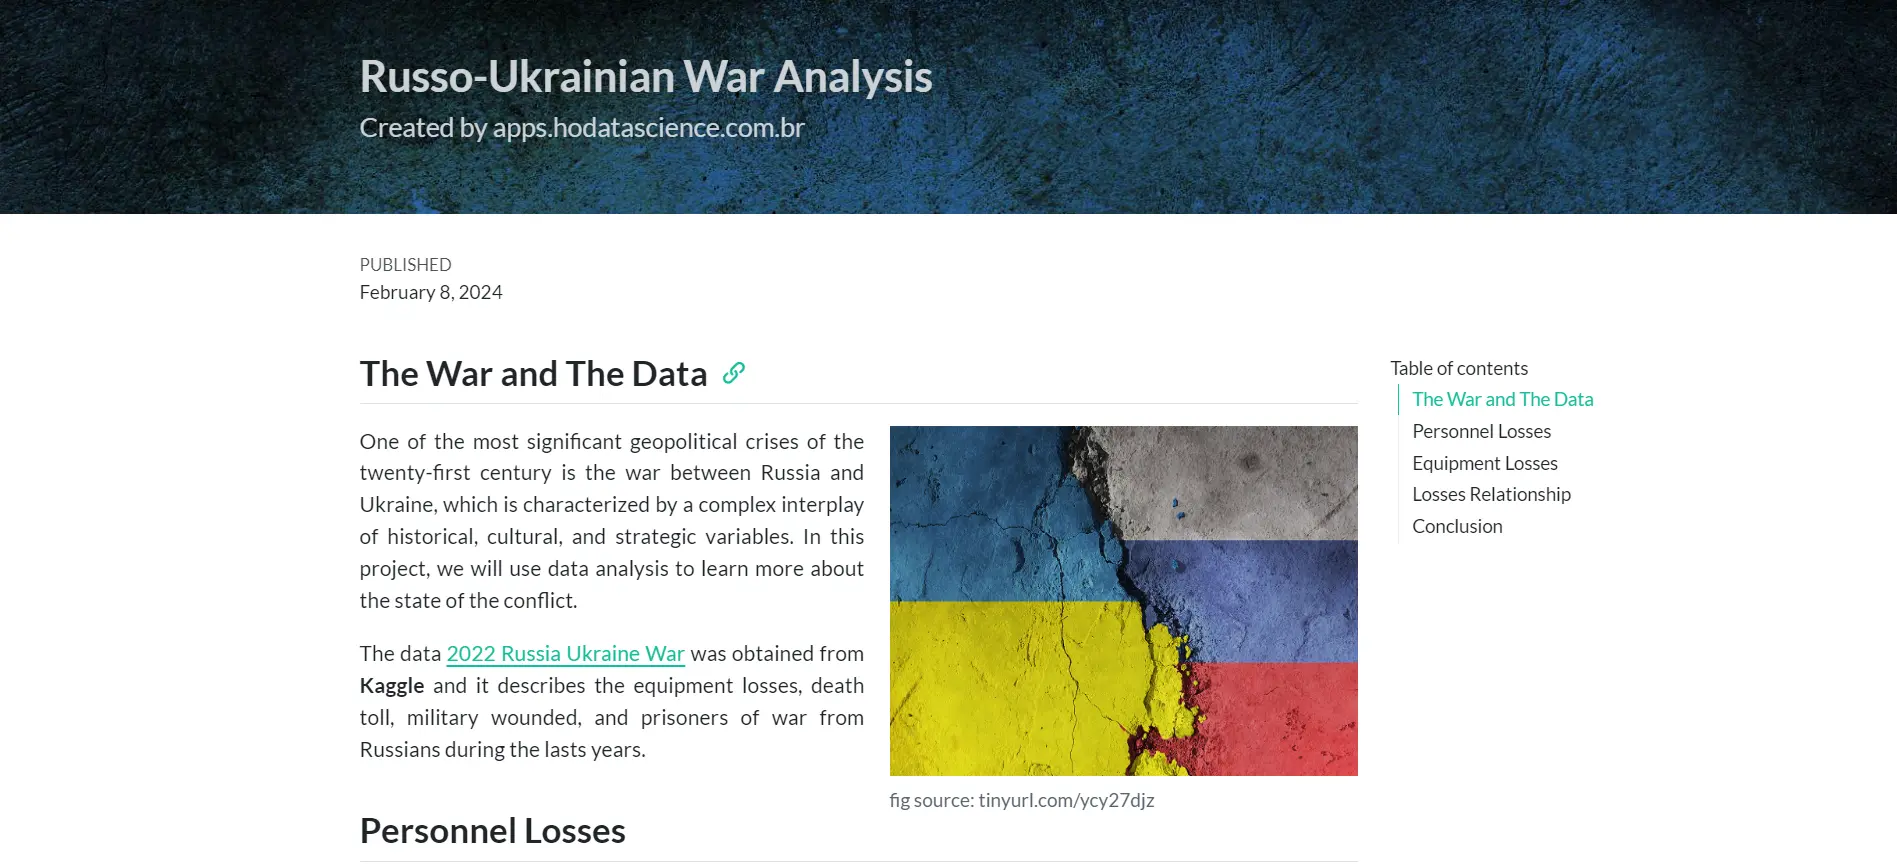 Russo-Ukrainian War Analysis
Created by apps.hodatascience.com.br
PUBLISHED
February 8, 2024
The War and The Data
One of the most significant geopolitical crises of the
twenty-first century is the war between Russia and
Ukraine, which is characterized by a complex interplay
of historical, cultural, and strategic variables. In this
project, we will use data analysis to learn more about
the state of the conflict.
The data 2022 Russia Ukraine War was obtained from
Kaggle and it describes the equipment losses, death
toll, military wounded, and prisoners of war from
Russians during the lasts years.
fig source: tinyurl.com/ycy27djz
Personnel Losses
Table of contents
The War and The Data
Personnel Losses
Equipment Losses
Losses Relationship
Conclusion